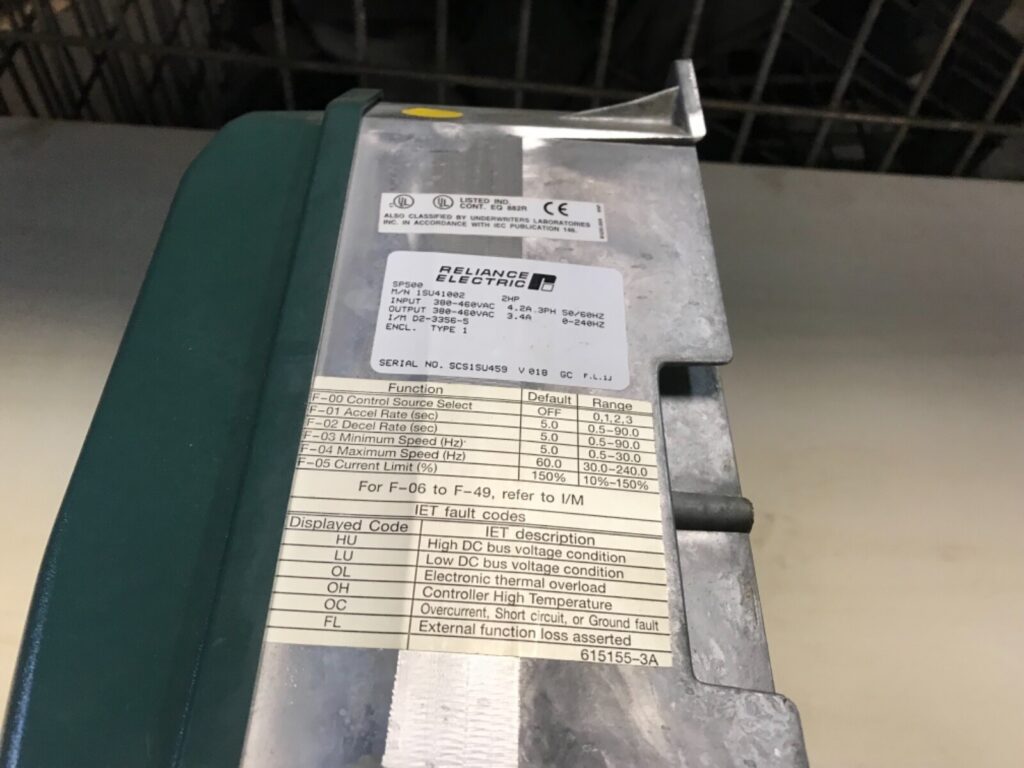 UL UL LISTED IND.
CONT. EQ 882R CE
ALSO CLASSIFIED BY UNDERWRITERS LABORATORIES
INC. IN ACCORDANCE WITH IEC PUBLICATION 146.
RELIANCE
ELECTRIC
SP500
M/N 1SU41002 2HP
INPUT 380-460VAC 4.2A 3PH 50/60HZ
OUTPUT 380-460VAC 3.4A 0-240HZ
I/M D2-3356-5
ENCL. TYPE 1
SERIAL NO. SCS1SU459 V 018 GC F.L.IJ
Function Default Range
F-00 Control Source Select OFF 0,1,2,3
F-01 Accel Rate (sec) 5.0 0.5-90.0
F-02 Decel Rate (sec) 5.0 0.5-90.0
F-03 Minimum Speed (Hz) 5.0 0.5-30.0
F-04 Maximum Speed (Hz) 60.0 30.0-240.0
F-05 Current Limit (%) 150% 10%-150%
For F-06 to F-49, refer to I/M
IET fault codes
Displayed Code IET description
HU High DC bus voltage condition
LU Low DC bus voltage condition
OL Electronic thermal overload
OH Controller High Temperature
OC Overcurrent, Short circuit, or Ground fault
FL External function loss asserted
615155-3A